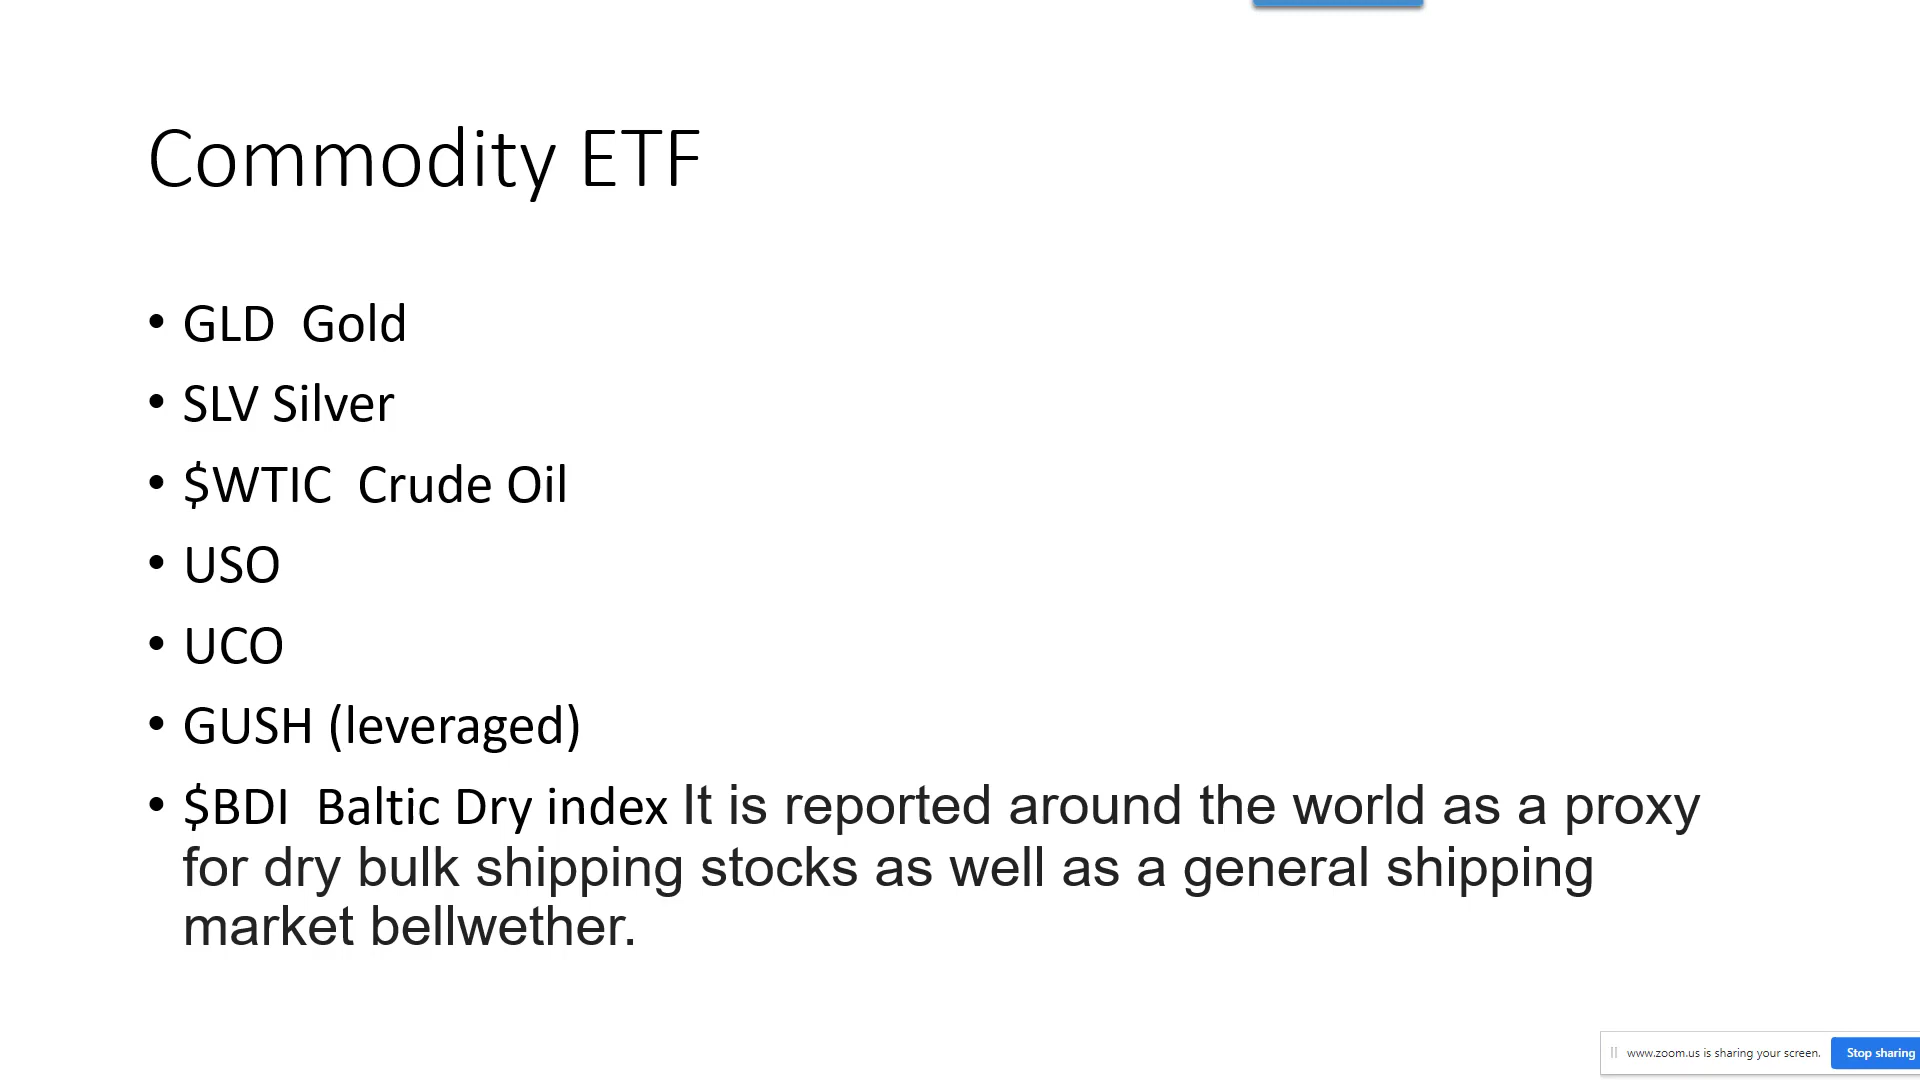 Commodity ETF
• GLD  Gold
• SLV Silver
• $WTIC  Crude Oil
• USO
• UCO
• GUSH (leveraged)
• $BDI  Baltic Dry index It is reported around the world as a proxy
for dry bulk shipping stocks as well as a general shipping
market bellwether.
www.zoom.us is sharing your screen. Stop sharing